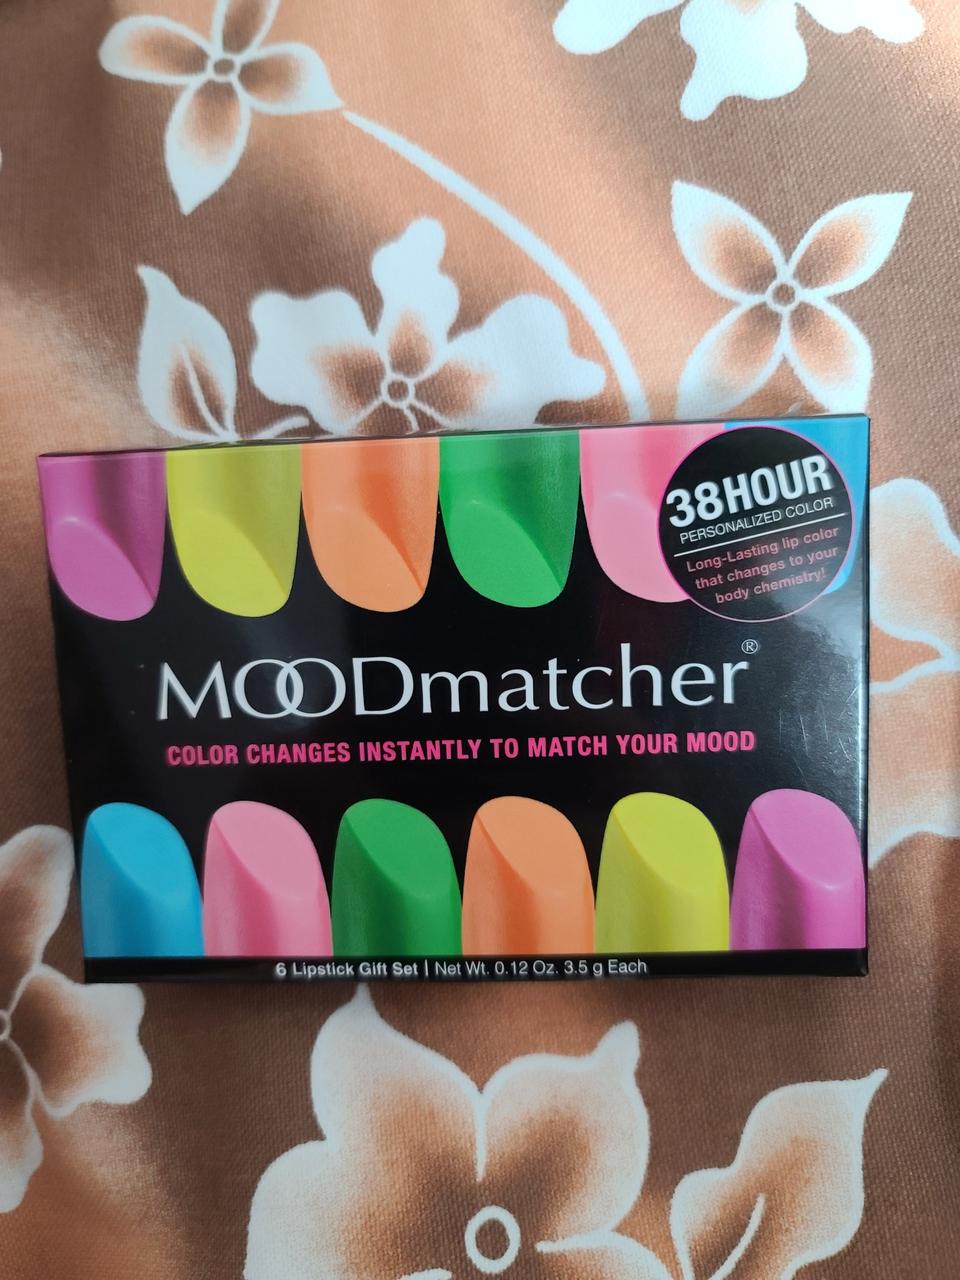 38HOUR
PERSONALIZED COLOR
Long-Lasting lip color
that changes to your
body chemistry!
MOODmatcher®
COLOR CHANGES INSTANTLY TO MATCH YOUR MOOD
6 Lipstick Gift Set | Net Wt. 0.12 Oz. 3.5 g Each